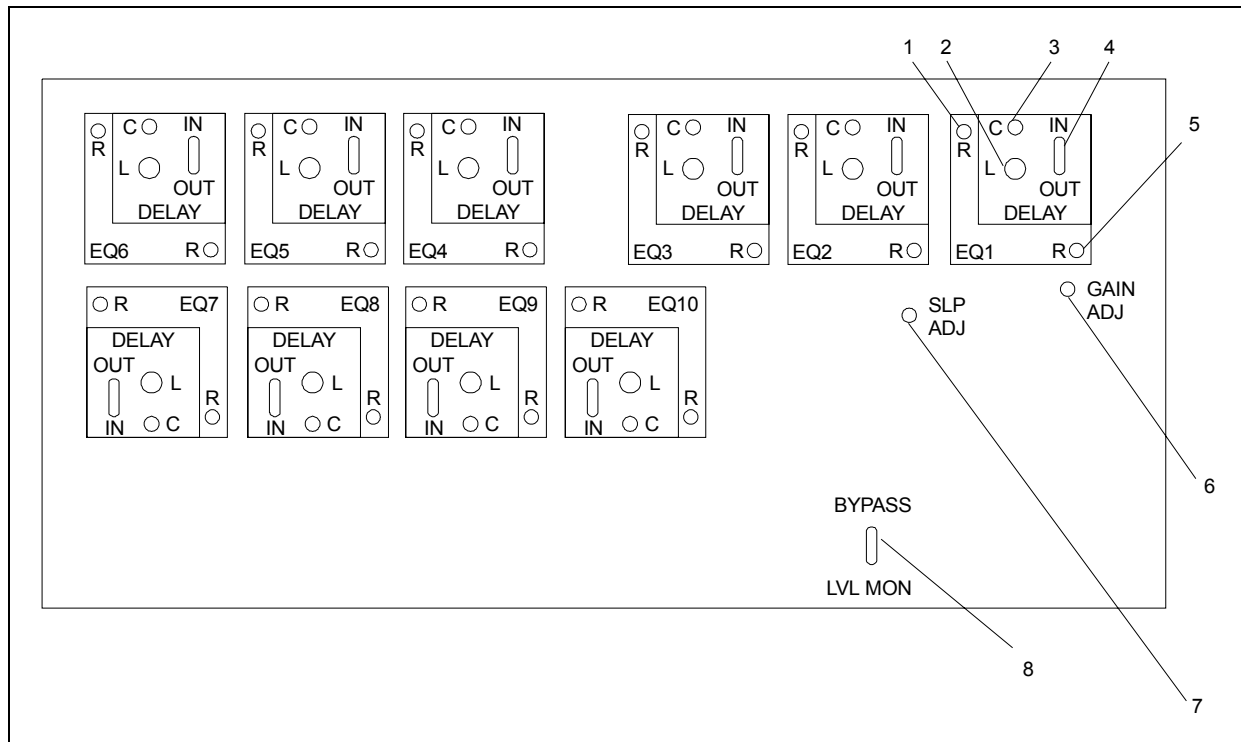 1 2 3 4
5
R C IN L OUT DELAY EQ6 R
R C IN L OUT DELAY EQ5 R
R C IN L OUT DELAY EQ4 R
R C IN L OUT DELAY EQ3 R
R C IN L OUT DELAY EQ2 R
R C IN L OUT DELAY EQ1 R
R EQ7 DELAY OUT L R IN C
R EQ8 DELAY OUT L R IN C
R EQ9 DELAY OUT L R IN C
R EQ10 DELAY OUT L R IN C
SLP
ADJ
GAIN
ADJ
6
BYPASS
LVL MON
8
7